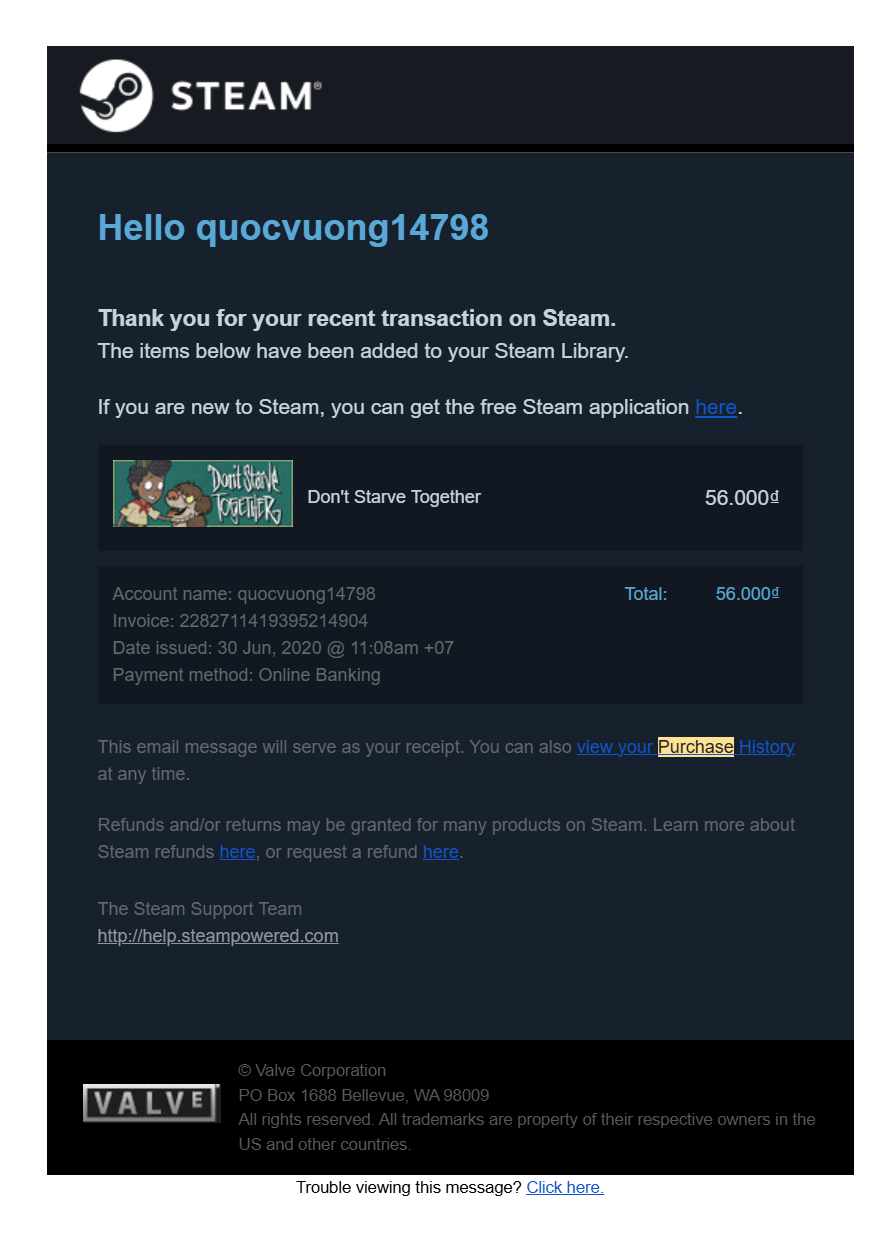 STEAM®
Hello quocvuong14798
Thank you for your recent transaction on Steam.
The items below have been added to your Steam Library.
If you are new to Steam, you can get the free Steam application here.
Don't Starve
TOGETHER
Don't Starve Together 56.000₫
Account name: quocvuong14798 Total: 56.000₫
Invoice: 2282711419395214904
Date issued: 30 Jun, 2020 @ 11:08am +07
Payment method: Online Banking
This email message will serve as your receipt. You can also view your Purchase History
at any time.
Refunds and/or returns may be granted for many products on Steam. Learn more about
Steam refunds here, or request a refund here.
The Steam Support Team
http://help.steampowered.com
VALVE
© Valve Corporation
PO Box 1688 Bellevue, WA 98009
All rights reserved. All trademarks are property of their respective owners in the
US and other countries.
Trouble viewing this message? Click here.